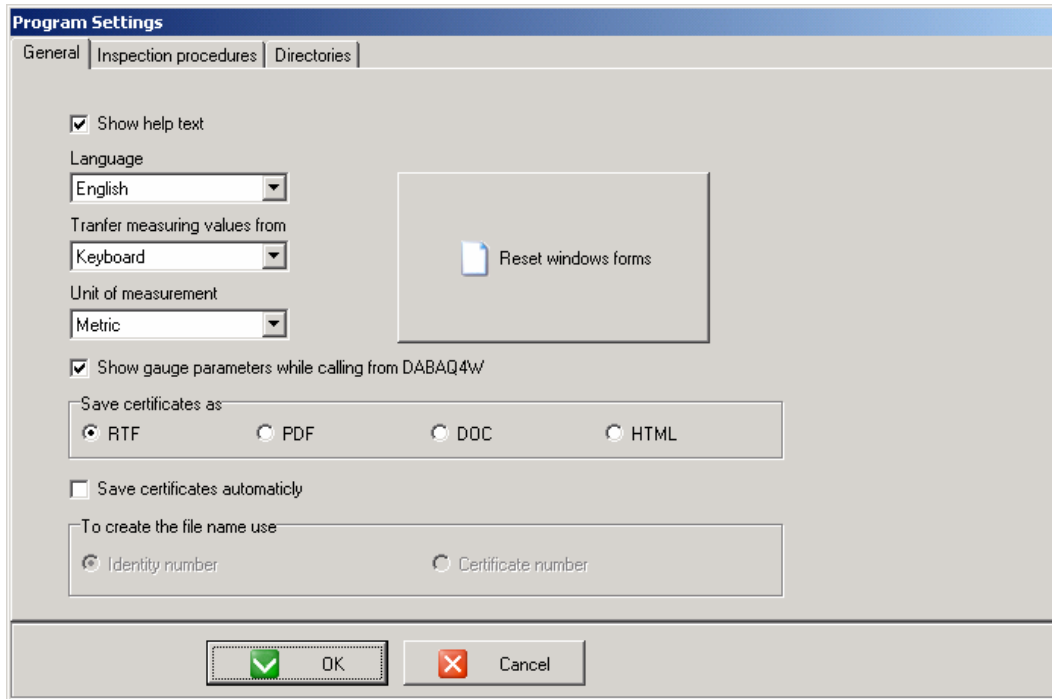 Program Settings
General Inspection procedures Directories
Show help text
Language
English
Tranfer measuring values from
Keyboard
Reset windows forms
Unit of measurement
Metric
Show gauge parameters while calling from DABAQ4W
Save certificates as
RTF PDF DOC HTML
Save certificates automaticly
To create the file name use
Identity number Certificate number
OK Cancel